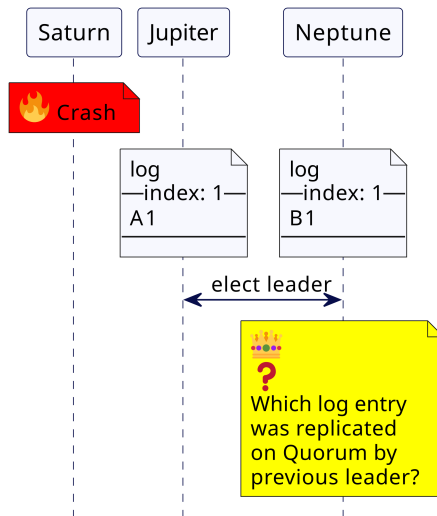 Saturn Jupiter Neptune
🔥 Crash
log log
index: 1 index: 1
A1 B1
elect leader
❓
Which log entry
was replicated
on Quorum by
previous leader?